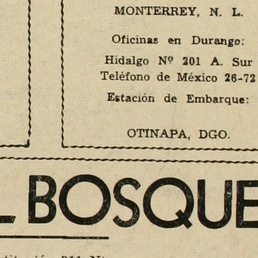 MONTERREY, N. L.
Oficinas en Durango:
Hidalgo Nº 201 A. Sur
Teléfono de México 26-72
Estación de Embarque:
OTINAPA, DGO.
L BOSQUE